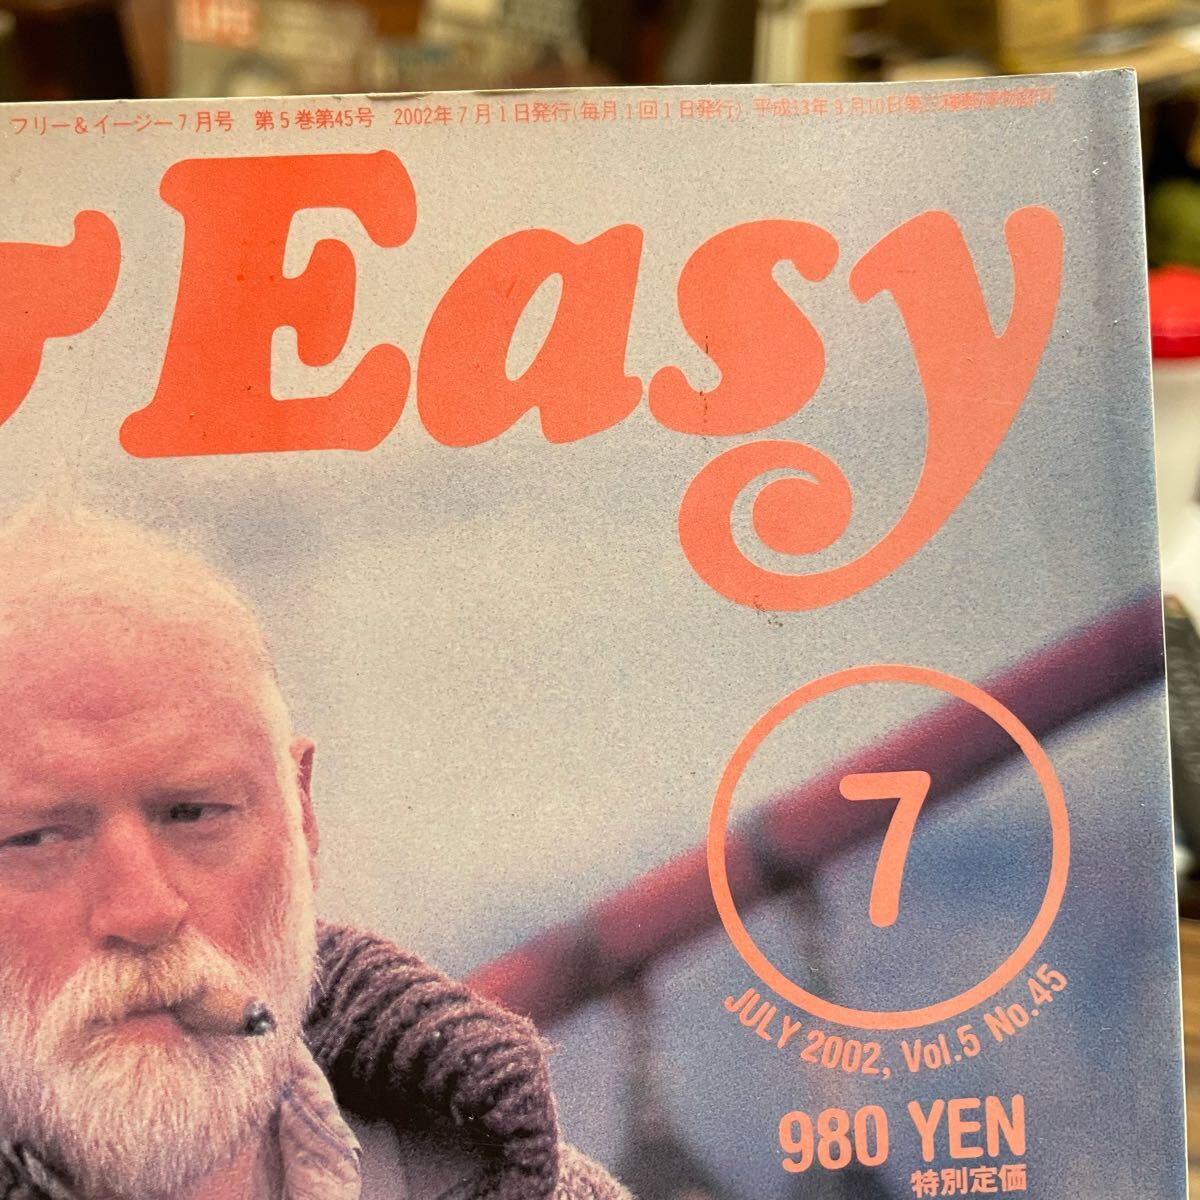 フリー＆イージー7月号 第5巻第45号 2002年7月1日発行(毎月1回1日発行) 平成13年9月10日第三種郵便物認可
Easy
7
JULY 2002, Vol.5 No.45
980 YEN
特別定価